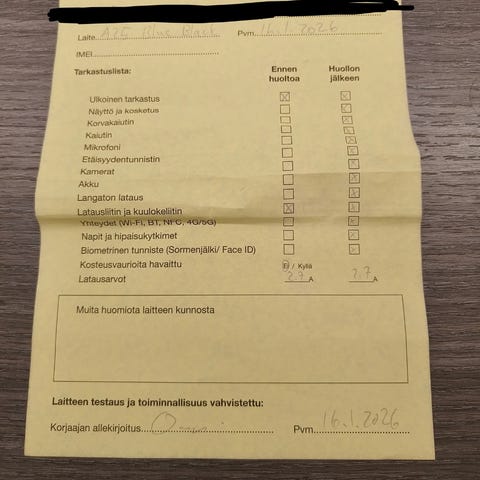 Laite A25 Blue Black Pvm. 16.1.2026
IMEI
Tarkastuslista: Ennen huoltoa Huollon jälkeen
Ulkoinen tarkastus
Näyttö ja kosketus
Korvakaiutin
Kaiutin
Mikrofoni
Etäisyydentunnistin
Kamerat
Akku
Langaton lataus
Latausliitin ja kuulokeliitin
Yhteydet (Wi-Fi, BT, NFC, 4G/5G)
Napit ja hipaisukytkimet
Biometrinen tunniste (Sormenjälki/ Face ID)
Kosteusvaurioita havaittu Ei / Kyllä
Latausarvot 2.7 A 2.7 A
Muita huomiota laitteen kunnosta
Laitteen testaus ja toiminnallisuus vahvistettu:
Korjaajan allekirjoitus Pvm. 16.1.2026